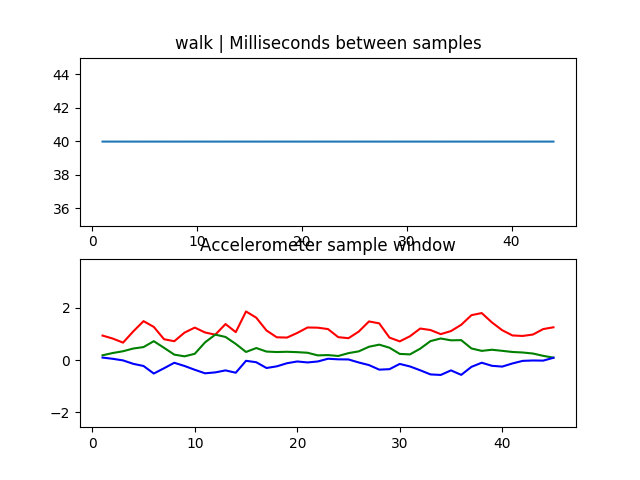 walk | Milliseconds between samples
44
42
40
38
36
0 10 20 30 40
Accelerometer sample window
2
0
−2
0 10 20 30 40